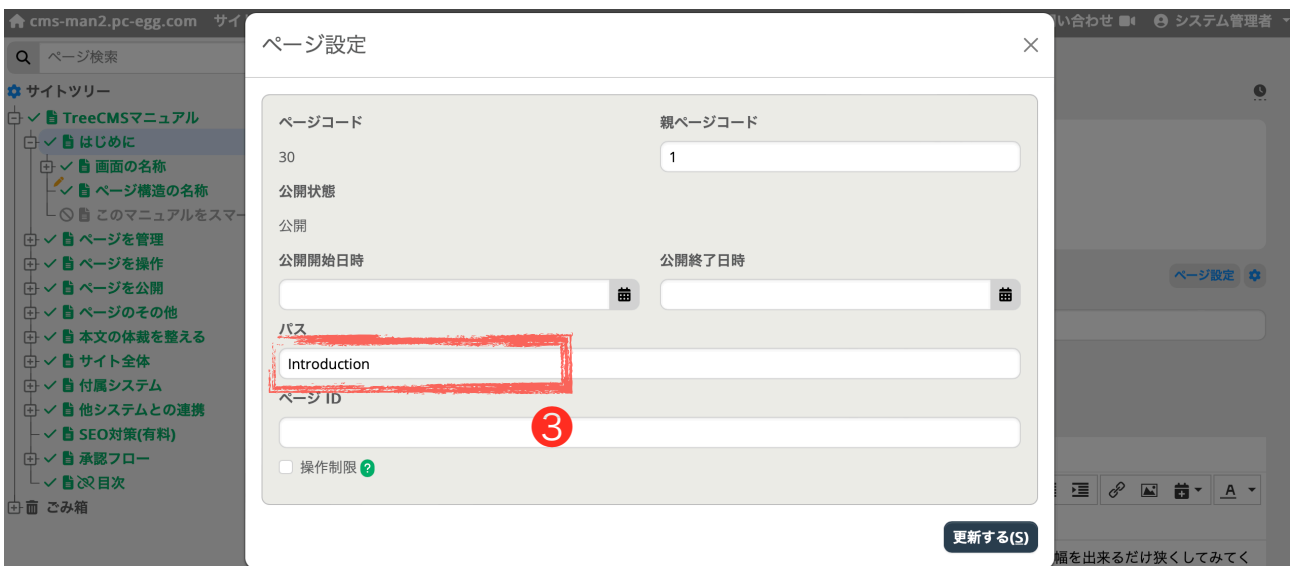 cms-man2.pc-egg.com サイ
い合わせ
システム管理者
ページ検索
サイトツリー
TreeCMSマニュアル
はじめに
画面の名称
ページ構造の名称
このマニュアルをスマー
ページを管理
ページを操作
ページを公開
ページのその他
本文の体裁を整える
サイト全体
付属システム
他システムとの連携
SEO対策(有料)
承認フロー
目次
ごみ箱
ページ設定
ページコード
親ページコード
30
1
公開状態
公開
公開開始日時
公開終了日時
パス
Introduction
ページ ID
3
操作制限 ?
更新する(S)
ページ設定
A
幅を出来るだけ狭くしてみてく